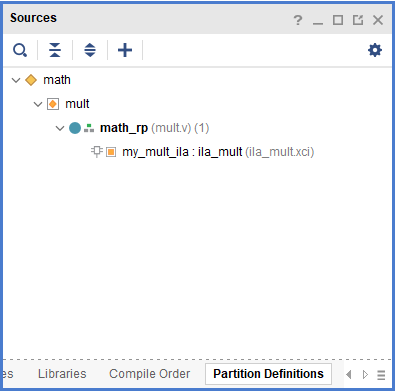 Sources
math
mult
math_rp (mult.v) (1)
my_mult_ila : ila_mult (ila_mult.xci)
es Libraries Compile Order Partition Definitions